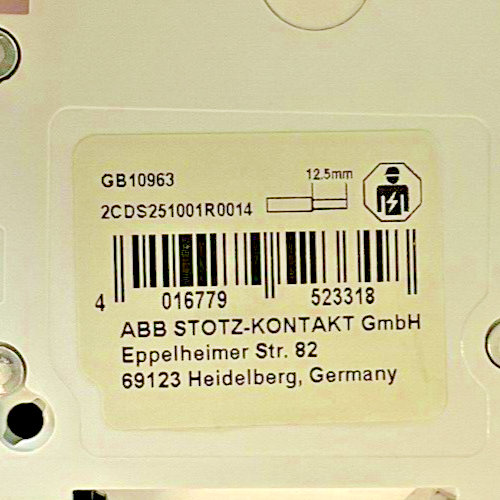 GB10963
12.5mm
2CDS251001R0014
4 016779 523318
ABB STOTZ-KONTAKT GmbH
Eppelheimer Str. 82
69123 Heidelberg, Germany